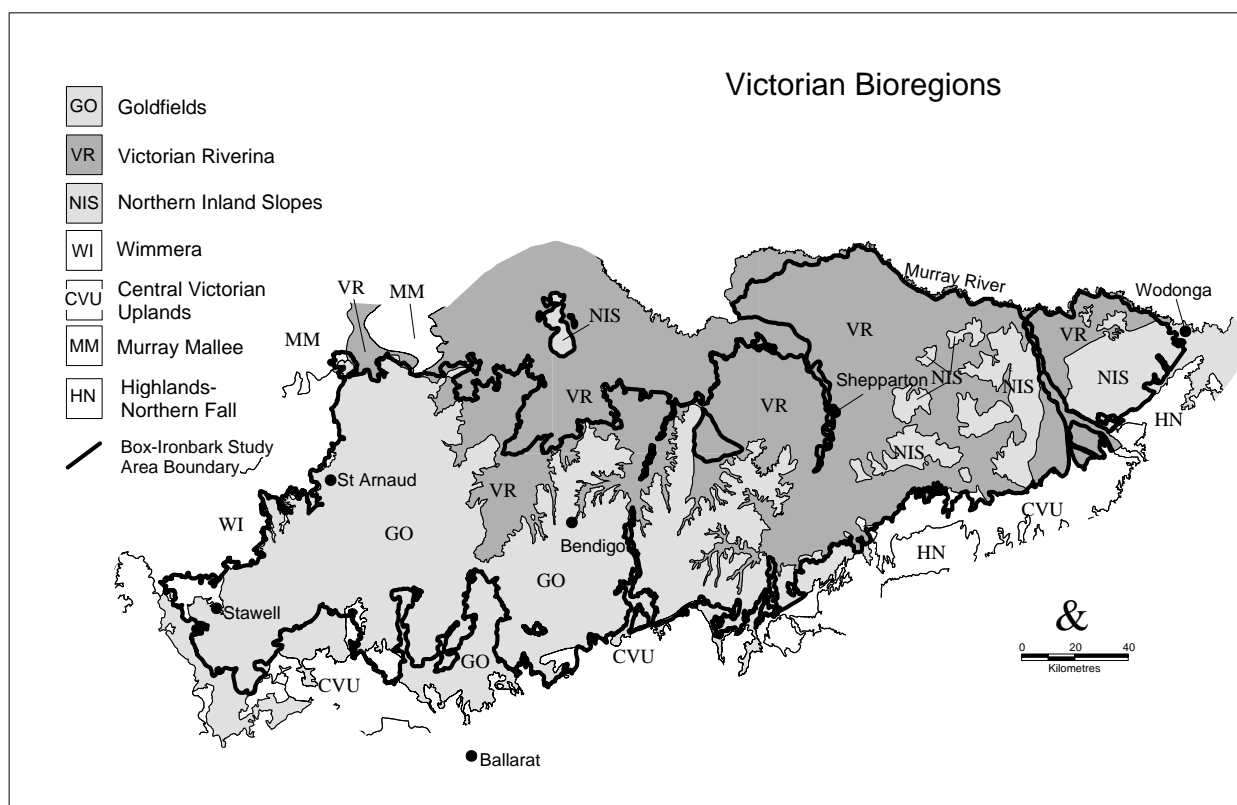 Victorian Bioregions
GO Goldfields
VR Victorian Riverina
NIS Northern Inland Slopes
WI Wimmera
CVU Central Victorian
Uplands
MM Murray Mallee
HN Highlands-
Northern Fall
Box-Ironbark Study
Area Boundary
VR
MM
MM
NIS
Murray River
Wodonga
VR
VR
NIS
NIS
NIS
Shepparton
VR
VR
HN
NIS
St Arnaud
VR
WI
GO
Bendigo
CVU
HN
GO
Stawell
GO
CVU
CVU
&
0 20 40
Kilometres
Ballarat